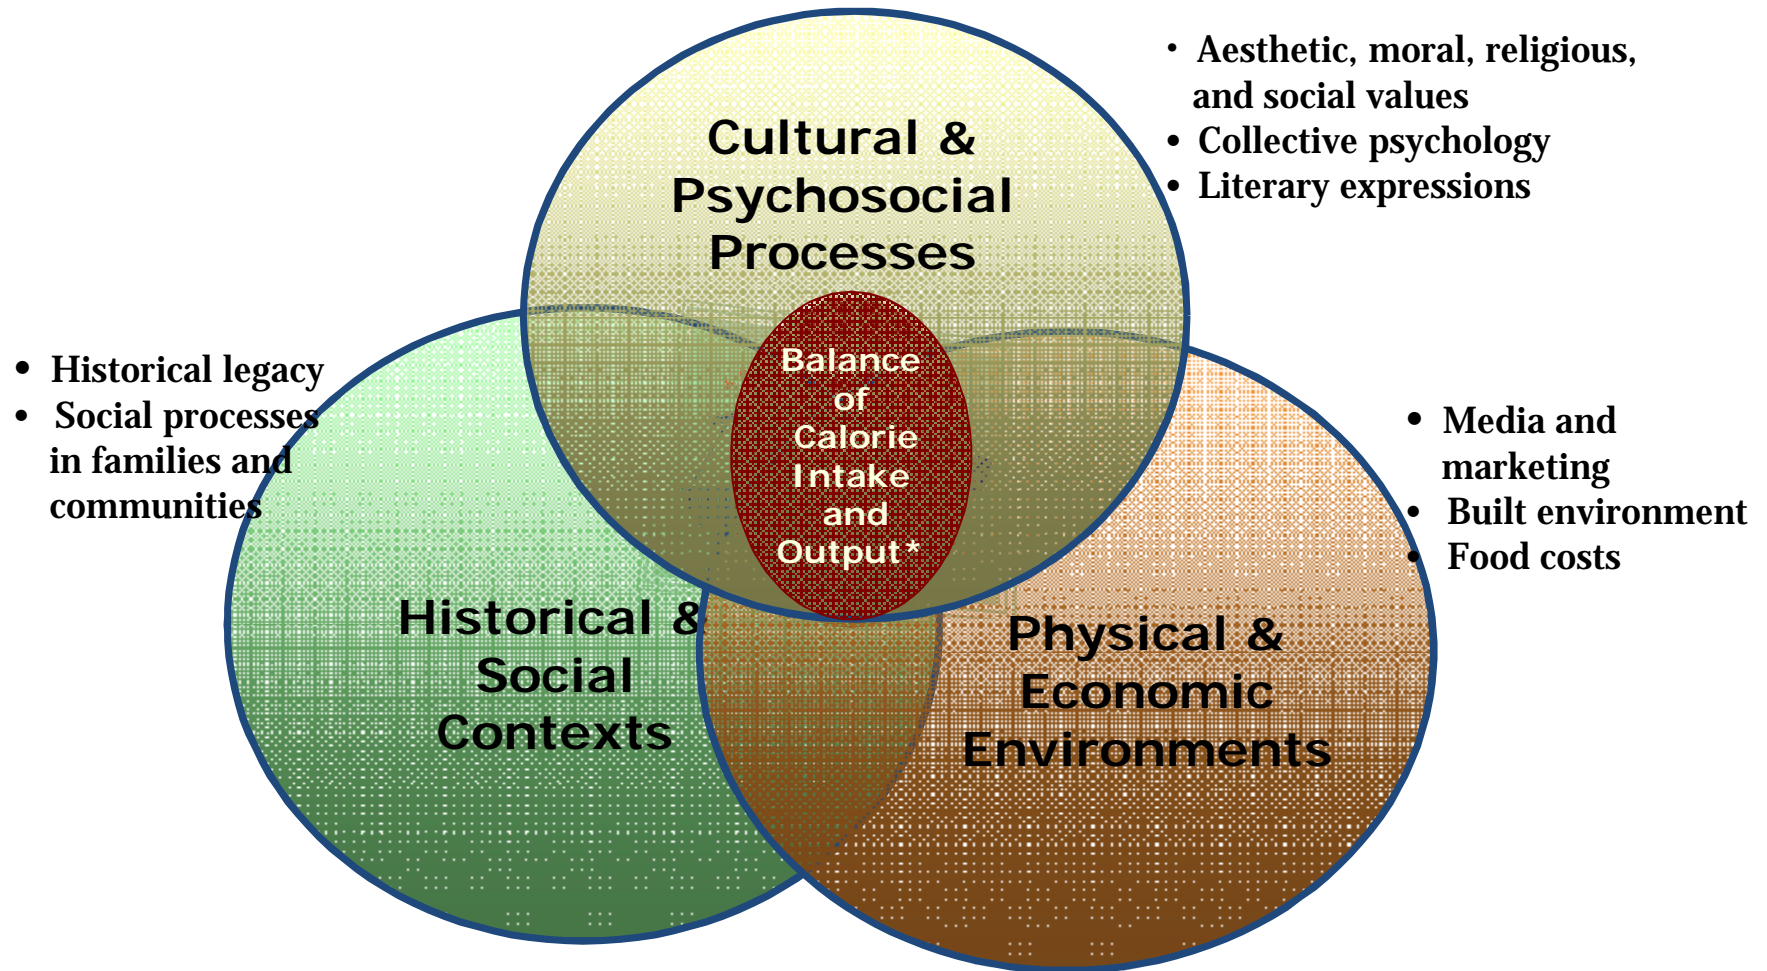 • Aesthetic, moral, religious,
and social values
• Collective psychology
• Literary expressions
Cultural &
Psychosocial
Processes
• Historical legacy
• Social processes
in families and
communities
Balance
of
Calorie
Intake
and
Output*
• Media and
marketing
• Built environment
• Food costs
Historical &
Social
Contexts
Physical &
Economic
Environments